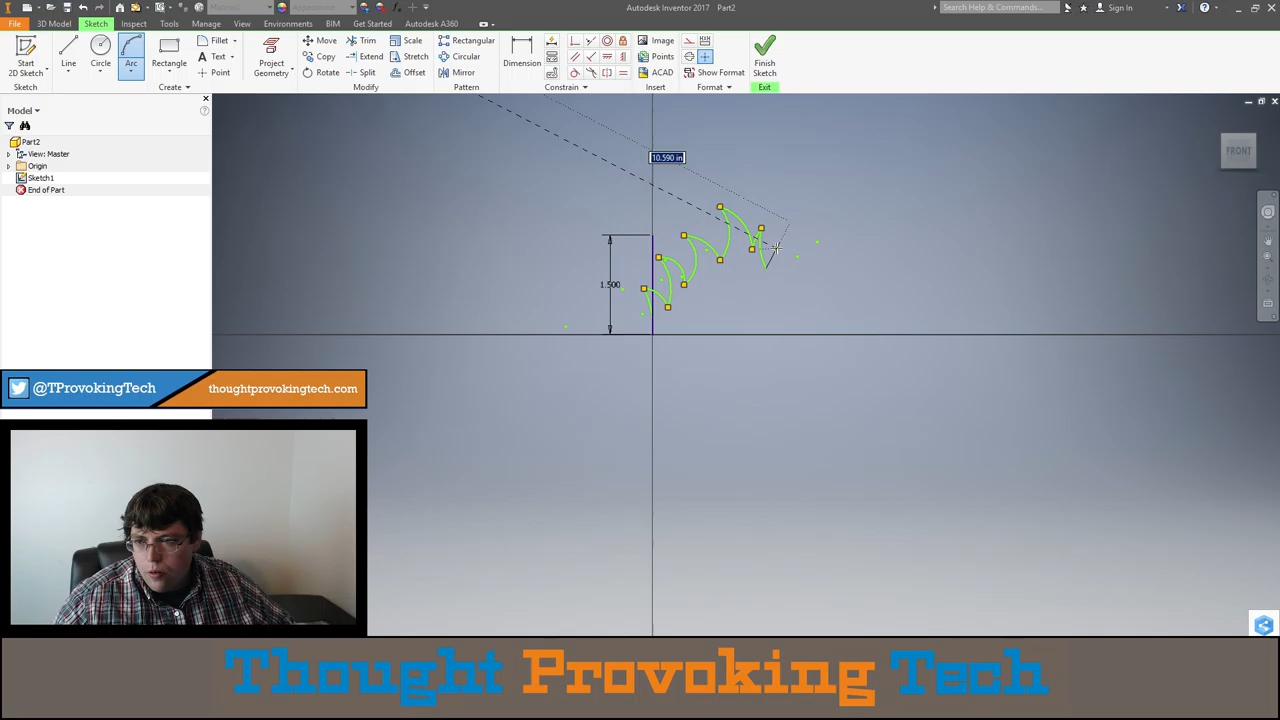 Autodesk Inventor 2017 Part2
Search Help & Commands...
Sign In
File
3D Model
Sketch
Inspect
Tools
Manage
View
Environments
BIM
Get Started
Autodesk A360
Start
2D Sketch
Line
Circle
Arc
Rectangle
Fillet
Text
Point
Project
Geometry
Move
Copy
Rotate
Trim
Extend
Split
Scale
Stretch
Offset
Rectangular
Circular
Mirror
Dimension
Image
Points
ACAD
Show Format
Finish
Sketch
Sketch
Create
Modify
Pattern
Constrain
Insert
Format
Exit
Model
Part2
View: Master
Origin
Sketch1
End of Part
10.590 in
1.500
FRONT
@TProvokingTech
thoughtprovokingtech.com
Thought Provoking Tech